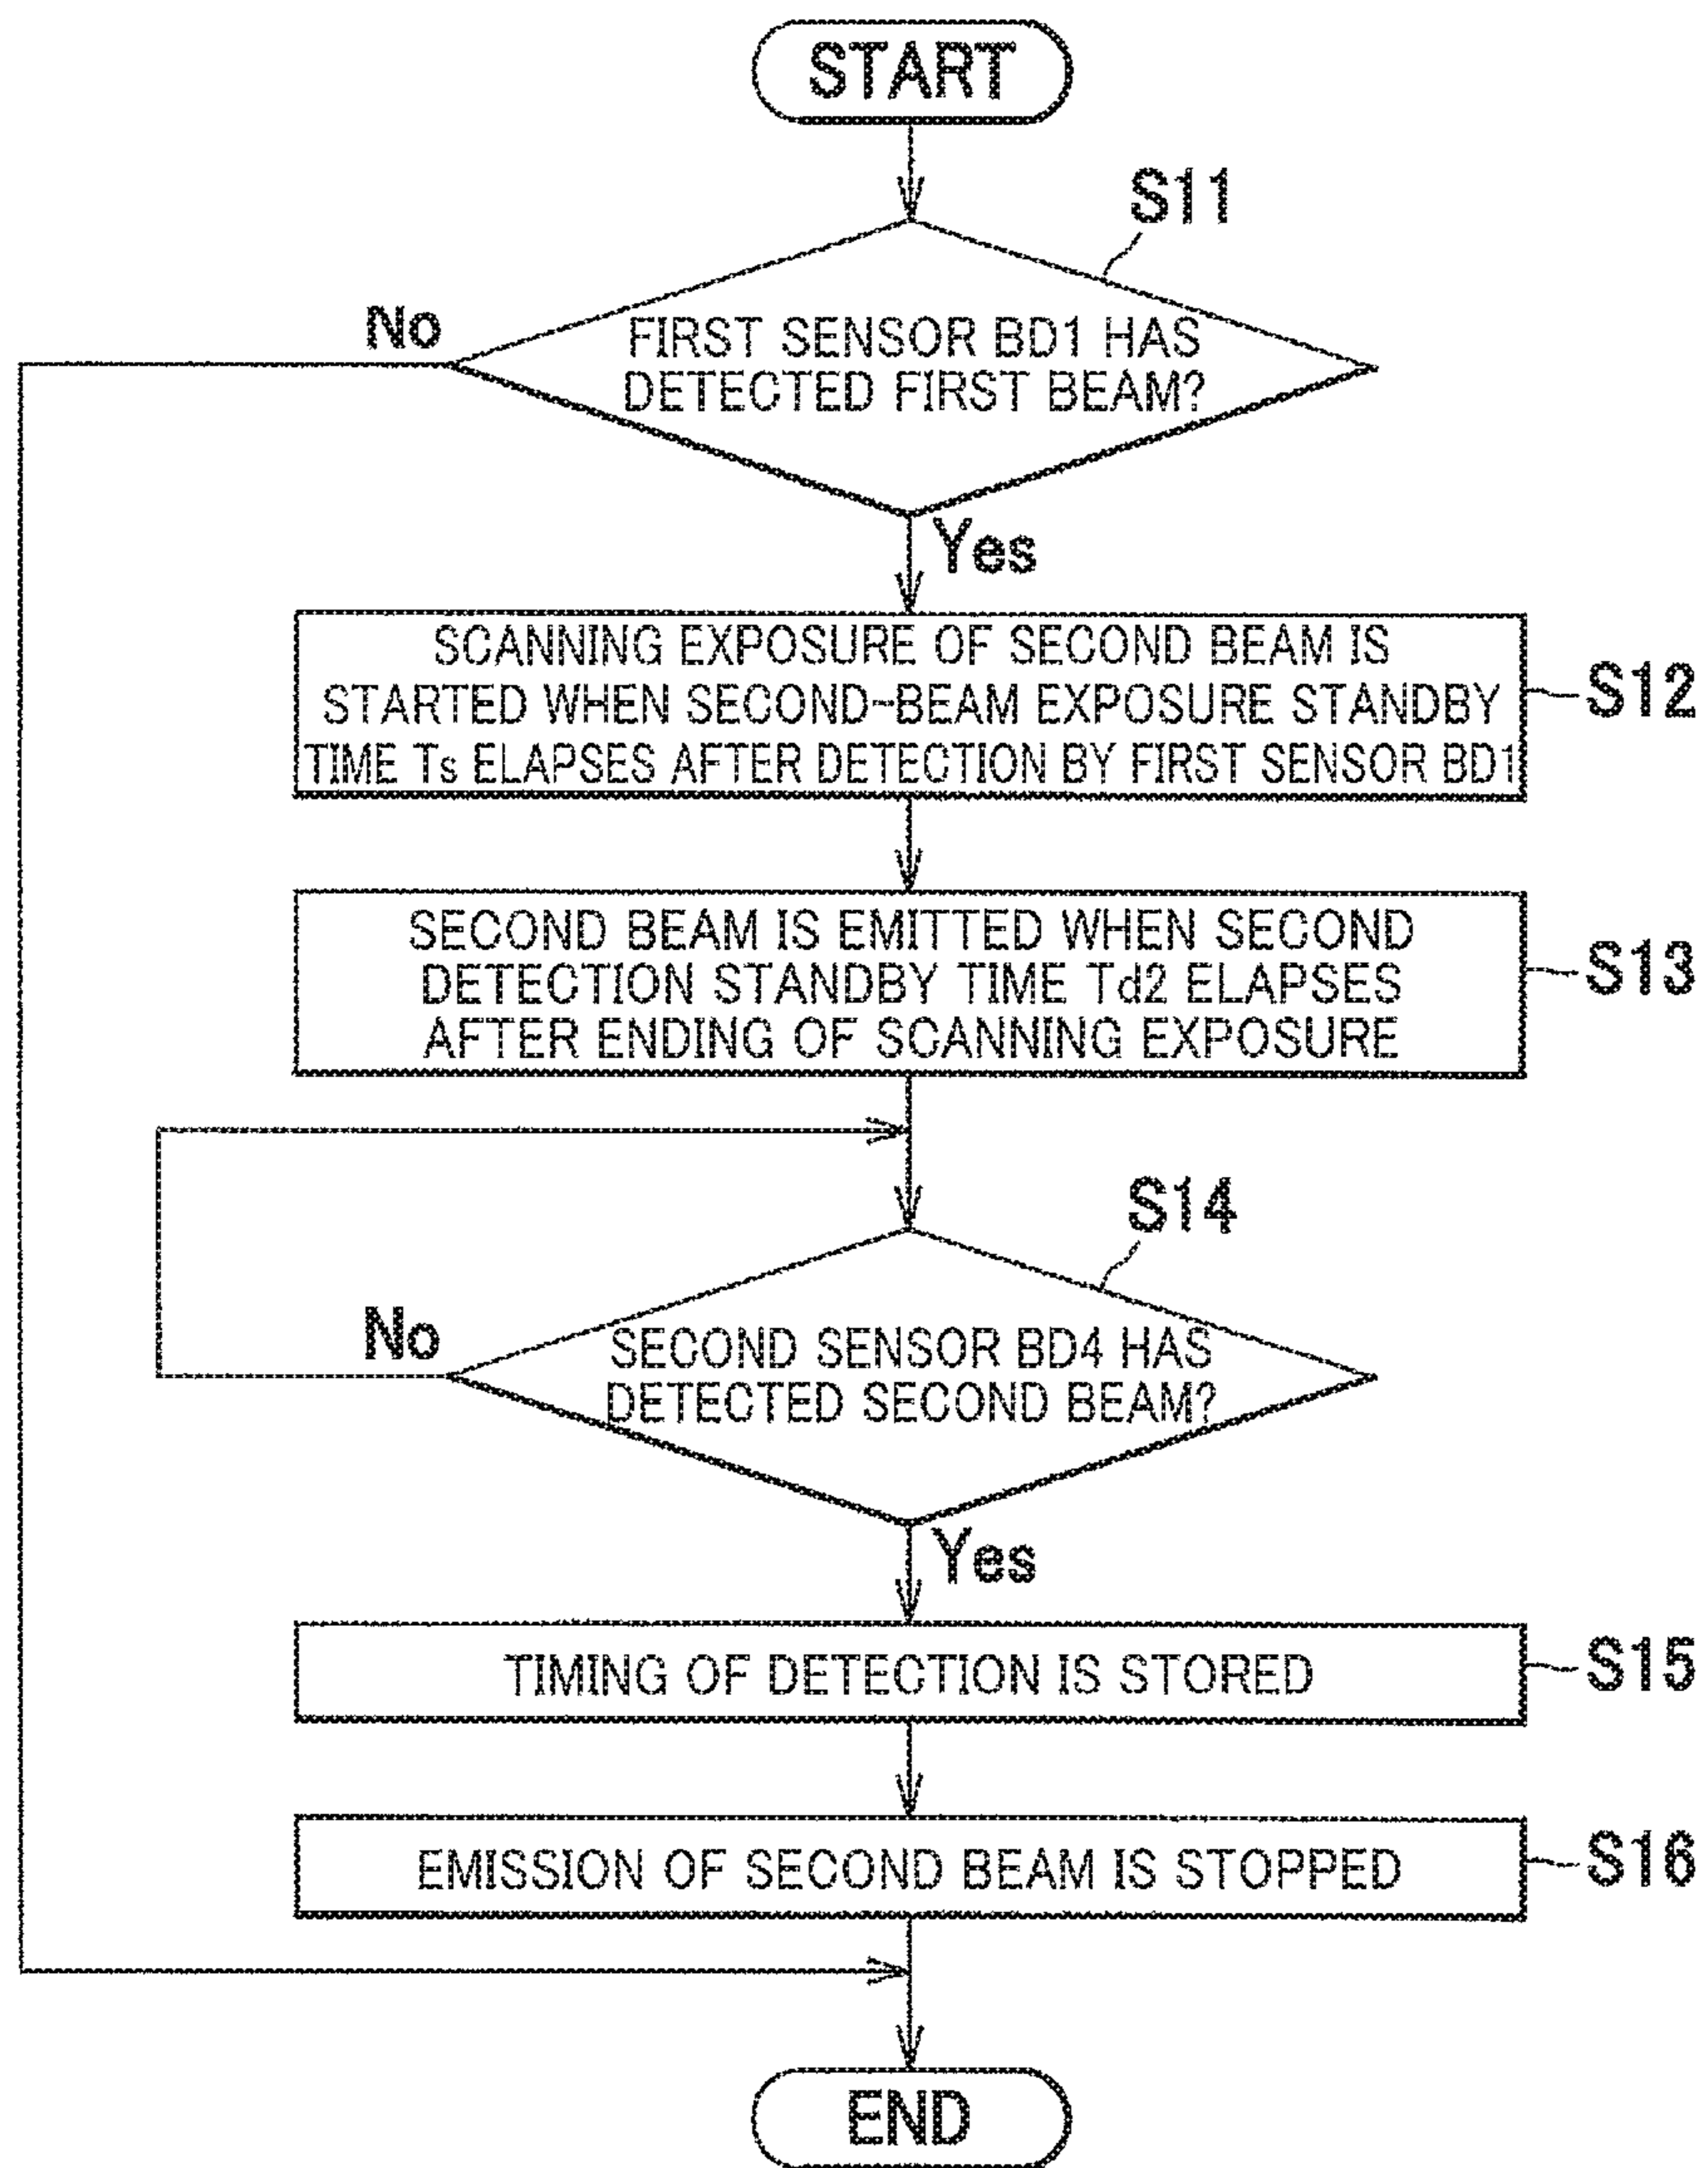 START
S11
No
FIRST SENSOR BD1 HAS
DETECTED FIRST BEAM?
Yes
SCANNING EXPOSURE OF SECOND BEAM IS
STARTED WHEN SECOND-BEAM EXPOSURE STANDBY
TIME Ts ELAPSES AFTER DETECTION BY FIRST SENSOR BD1
S12
SECOND BEAM IS EMITTED WHEN SECOND
DETECTION STANDBY TIME Td2 ELAPSES
AFTER ENDING OF SCANNING EXPOSURE
S13
S14
No
SECOND SENSOR BD4 HAS
DETECTED SECOND BEAM?
Yes
TIMING OF DETECTION IS STORED
S15
EMISSION OF SECOND BEAM IS STOPPED
S16
END